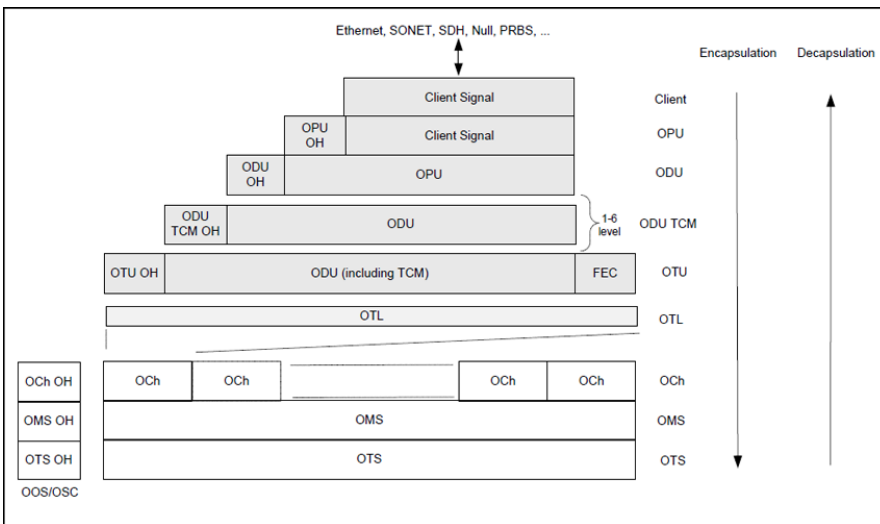 Ethernet, SONET, SDH, Null, PRBS, ...
Encapsulation
Decapsulation
Client Signal
Client
OPU
OH
Client Signal
OPU
ODU
OH
OPU
ODU
ODU
TCM OH
ODU
1-6
level
ODU TCM
OTU OH
ODU (including TCM)
FEC
OTU
OTL
OTL
OCh OH
OCh
OCh
OCh
OCh
OCh
OMS OH
OMS
OMS
OTS OH
OTS
OTS
OOS/OSC